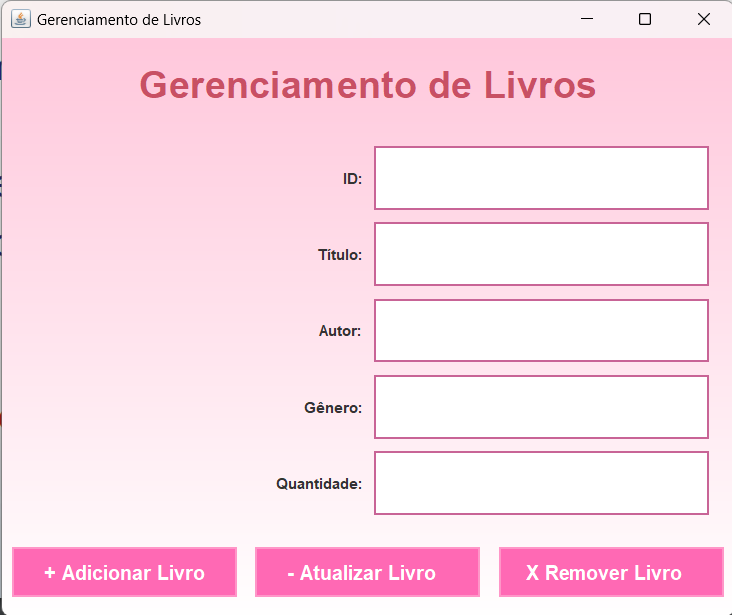 Gerenciamento de Livros
Gerenciamento de Livros
ID:
Título:
Autor:
Gênero:
Quantidade:
+ Adicionar Livro
- Atualizar Livro
X Remover Livro